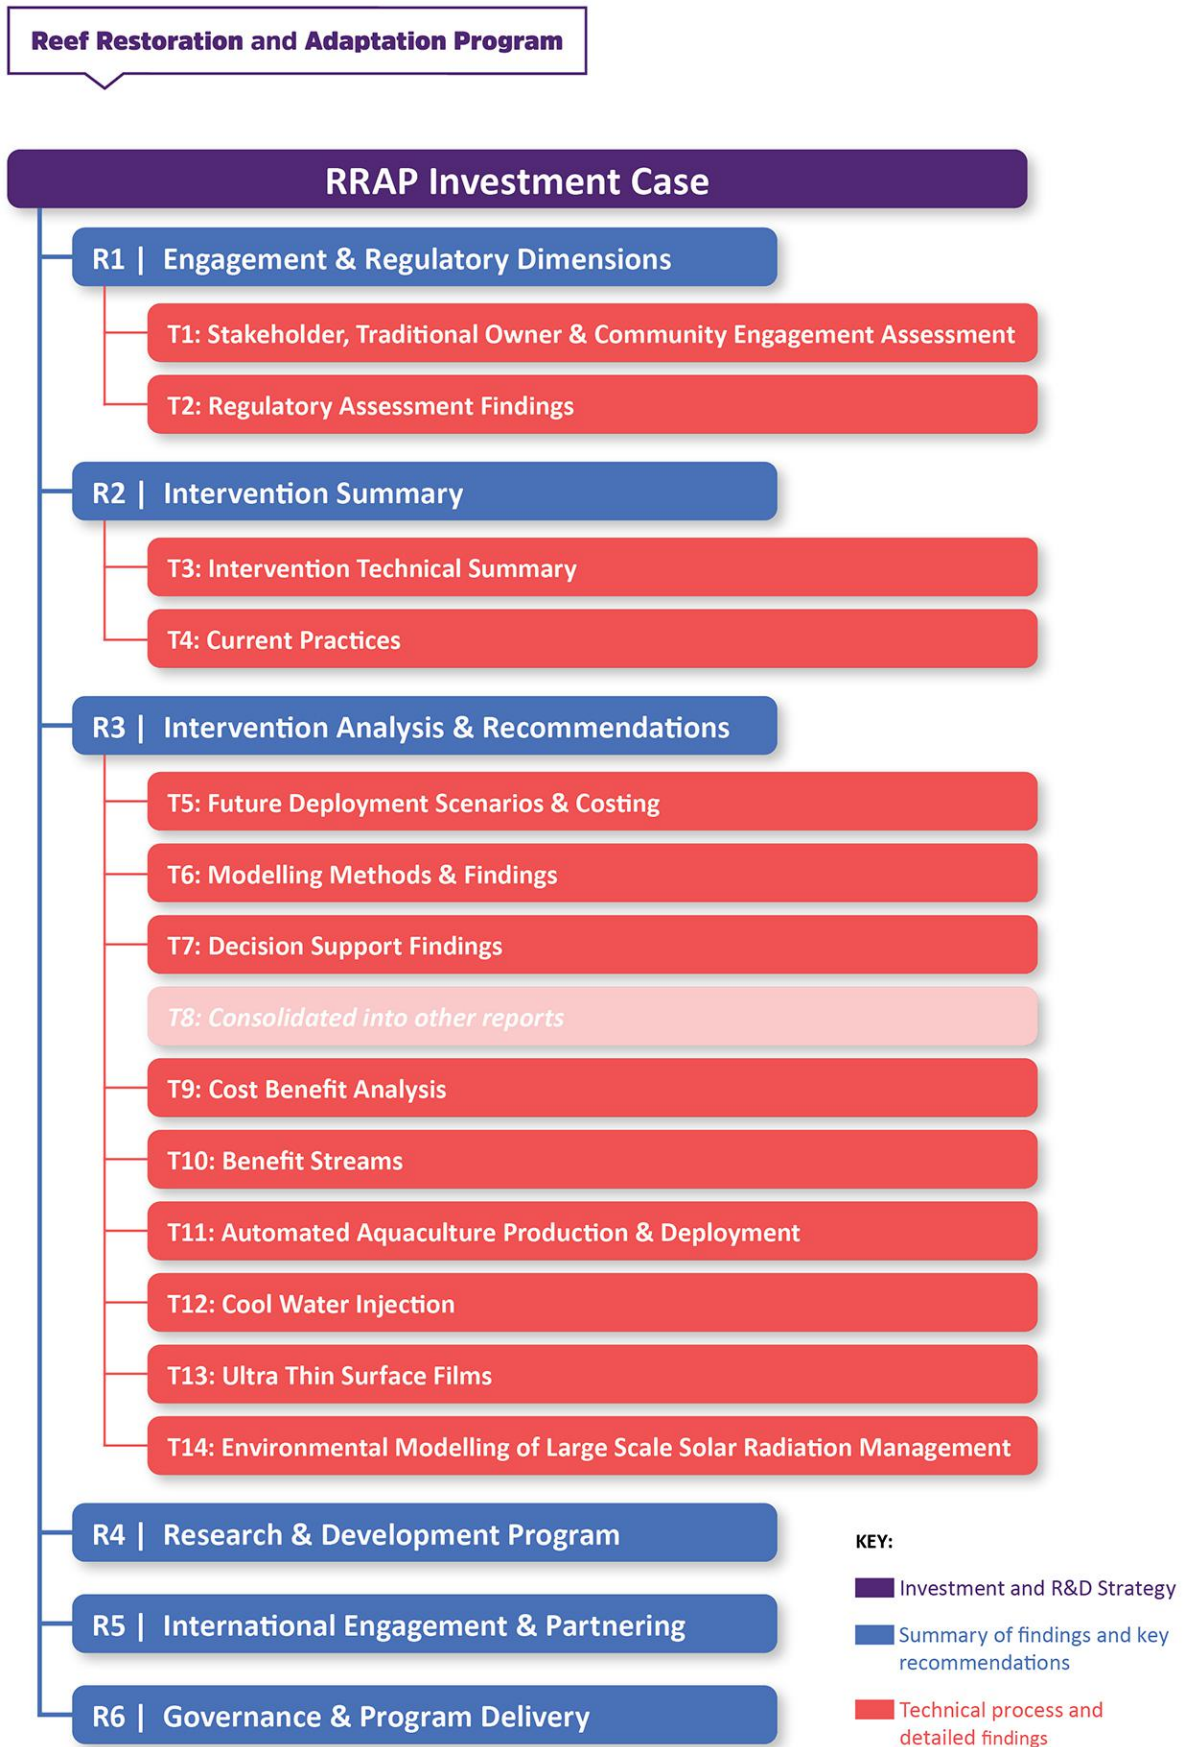 Reef Restoration and Adaptation Program
RRAP Investment Case
R1 | Engagement & Regulatory Dimensions
T1: Stakeholder, Traditional Owner & Community Engagement Assessment
T2: Regulatory Assessment Findings
R2 | Intervention Summary
T3: Intervention Technical Summary
T4: Current Practices
R3 | Intervention Analysis & Recommendations
T5: Future Deployment Scenarios & Costing
T6: Modelling Methods & Findings
T7: Decision Support Findings
T8: Consolidated into other reports
T9: Cost Benefit Analysis
T10: Benefit Streams
T11: Automated Aquaculture Production & Deployment
T12: Cool Water Injection
T13: Ultra Thin Surface Films
T14: Environmental Modelling of Large Scale Solar Radiation Management
R4 | Research & Development Program
R5 | International Engagement & Partnering
R6 | Governance & Program Delivery
KEY:
Investment and R&D Strategy
Summary of findings and key
recommendations
Technical process and
detailed findings